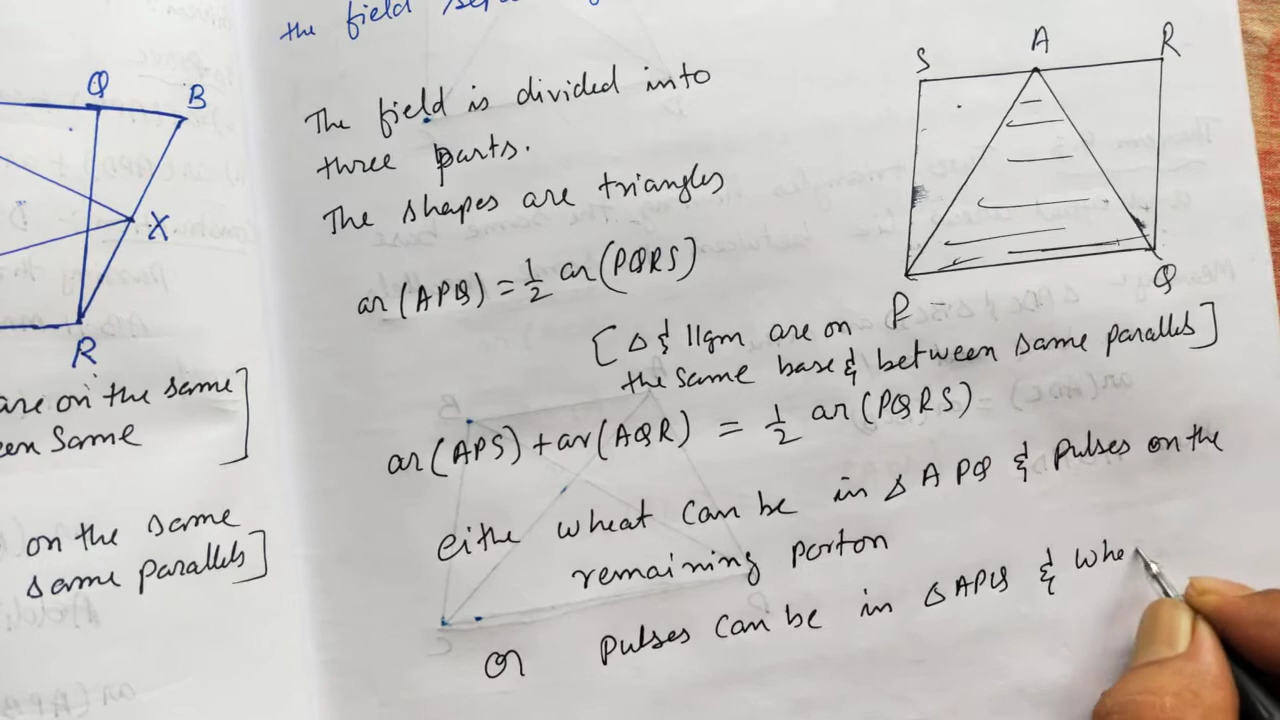 the field
The field is divided into
three parts.
The shapes are triangles
ar (APQ) = 1/2 ar (PQRS)
[Δ & llgm are on
the same base & between same parallels]
ar (APS) + ar (AQR) = 1/2 ar (PQRS)
eithe wheat can be in Δ APQ & Pulses on the
remaining porton
or Pulses can be in Δ APQ & whe
S A R
P Q
Q B
X
R
are on the same]
een Same
on the same
same parallels]